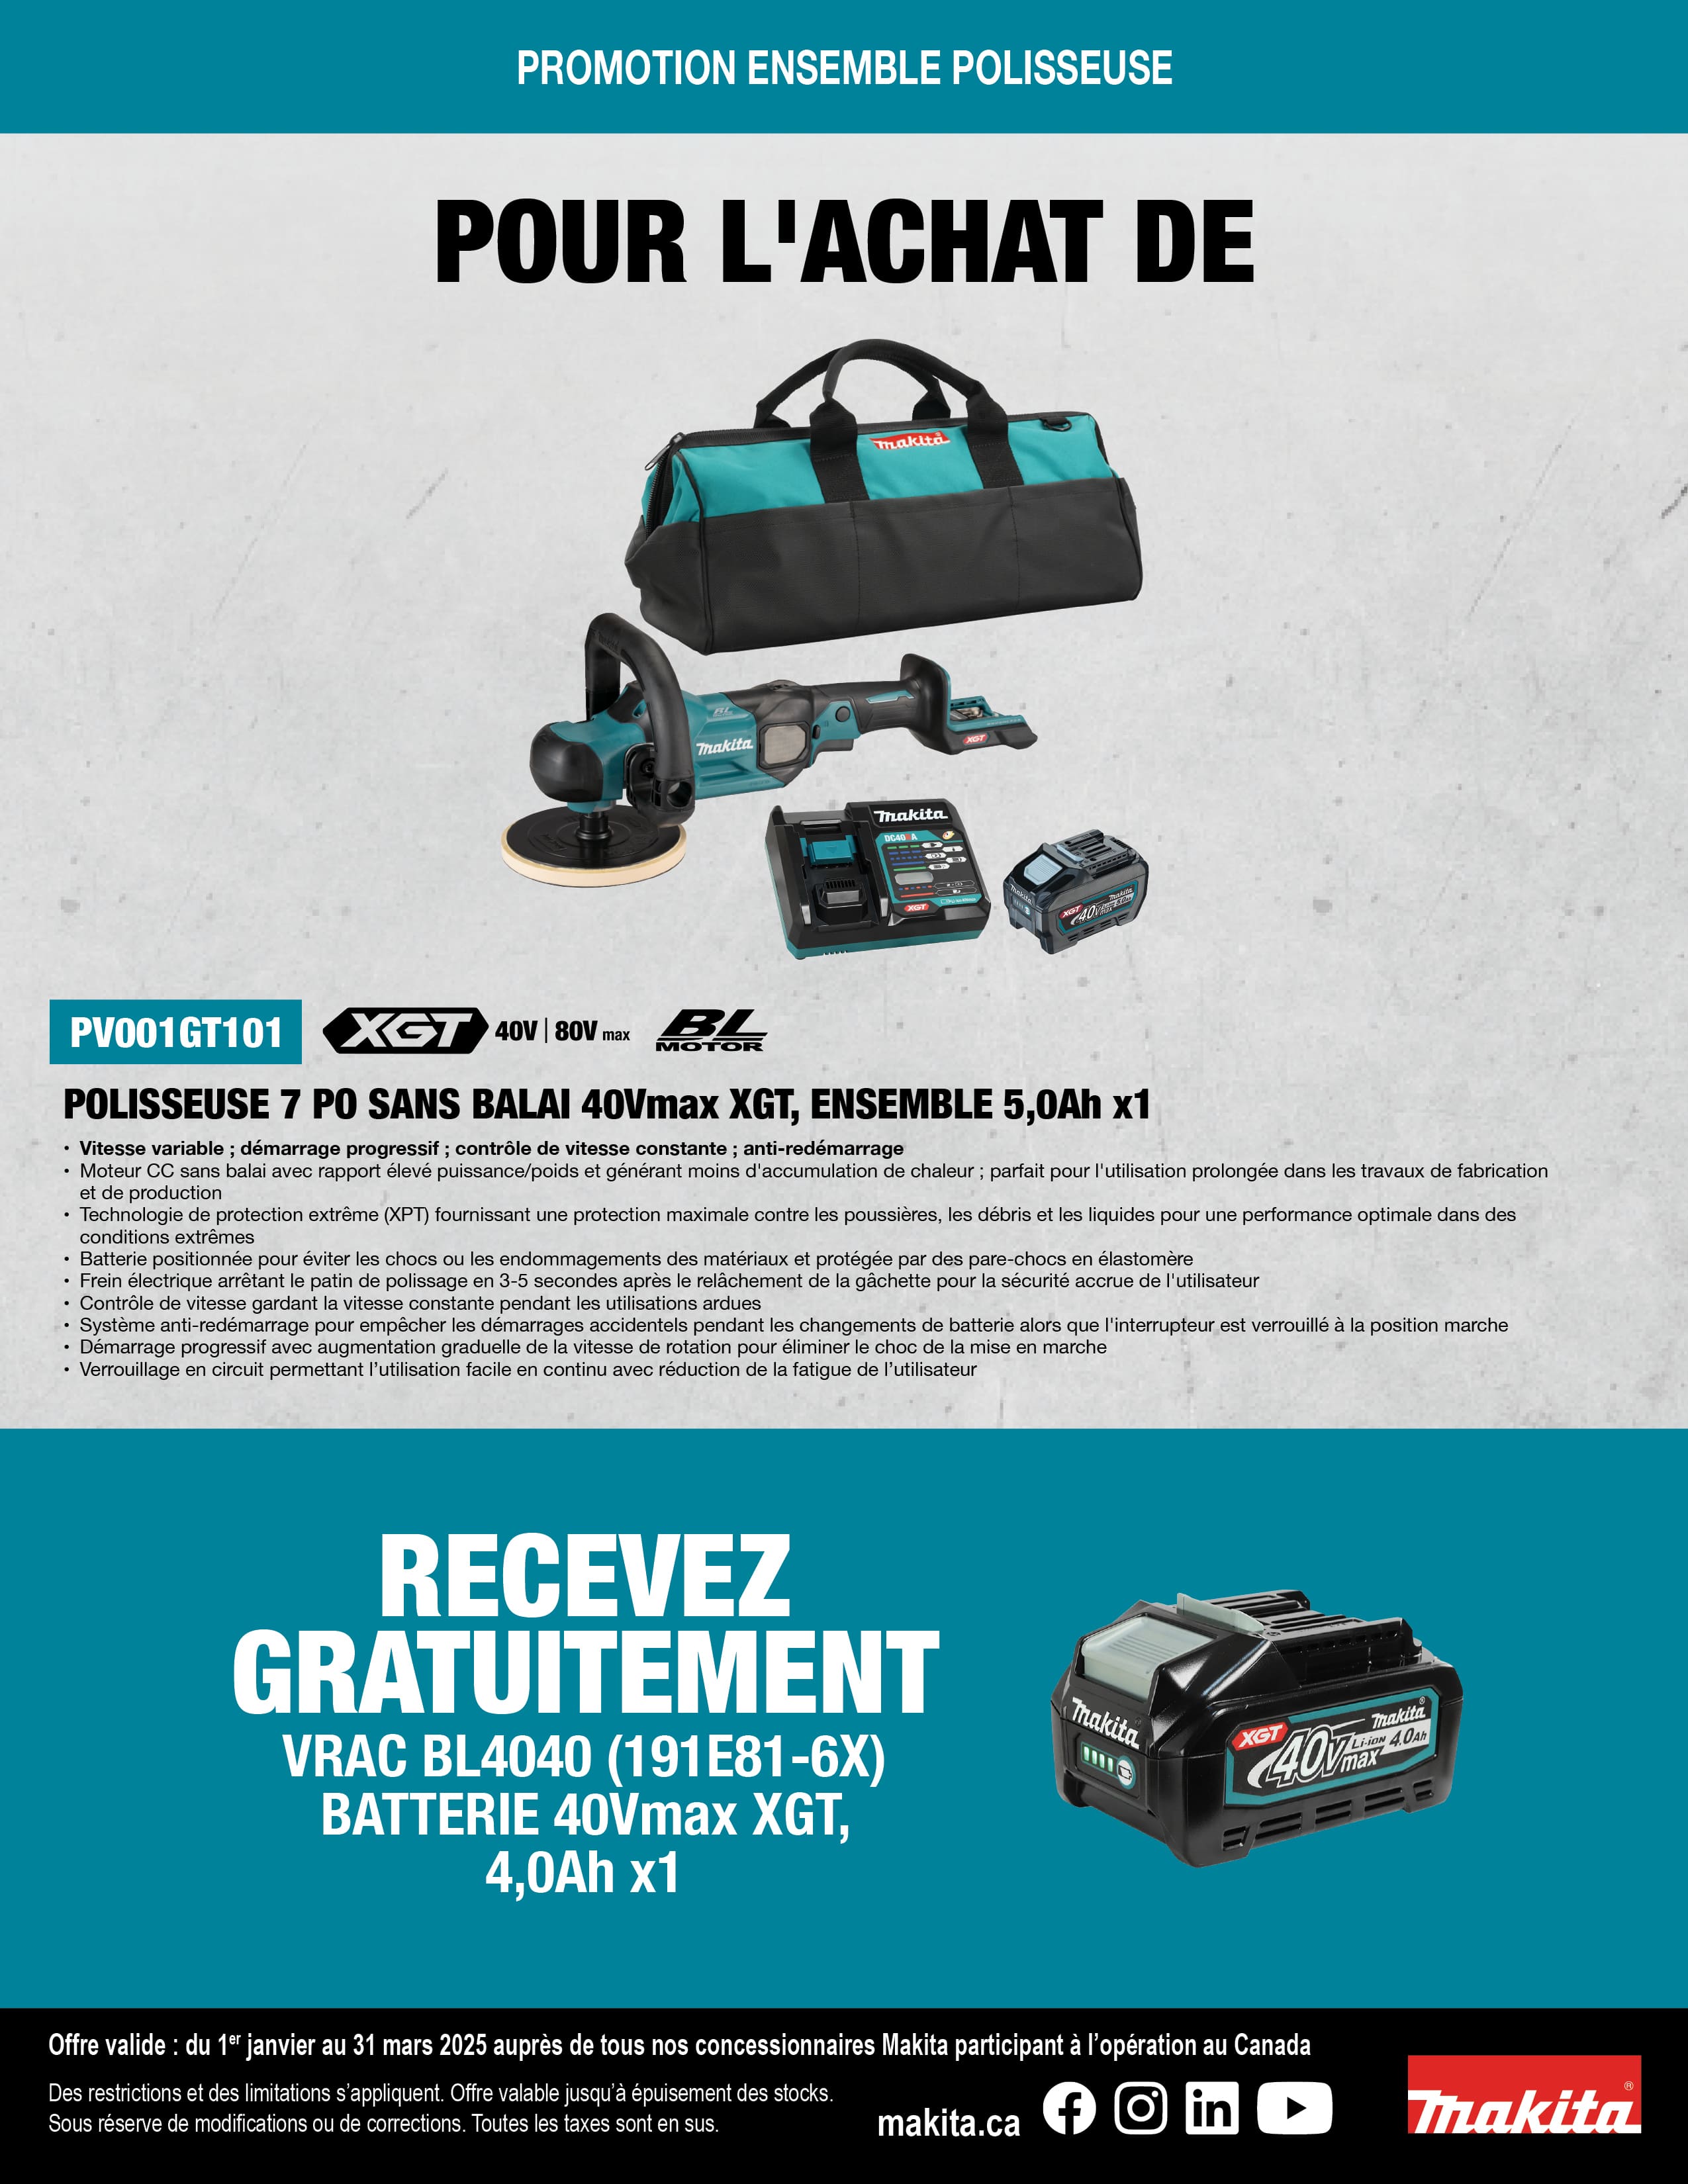 PROMOTION ENSEMBLE POLISSEUSE
POUR L'ACHAT DE
makita
BL
makita
XGT
makita
DC40 A
XGT
makita
makita
XGT
40Vmax
PV001GT101
XGT 40V | 80V max
BL MOTOR
POLISSEUSE 7 PO SANS BALAI 40Vmax XGT, ENSEMBLE 5,0Ah x1
• Vitesse variable ; démarrage progressif ; contrôle de vitesse constante ; anti-redémarrage
• Moteur CC sans balai avec rapport élevé puissance/poids et générant moins d'accumulation de chaleur ; parfait pour l'utilisation prolongée dans les travaux de fabrication
et de production
• Technologie de protection extrême (XPT) fournissant une protection maximale contre les poussières, les débris et les liquides pour une performance optimale dans des
conditions extrêmes
• Batterie positionnée pour éviter les chocs ou les endommagements des matériaux et protégée par des pare-chocs en élastomère
• Frein électrique arrêtant le patin de polissage en 3-5 secondes après le relâchement de la gâchette pour la sécurité accrue de l'utilisateur
• Contrôle de vitesse gardant la vitesse constante pendant les utilisations ardues
• Système anti-redémarrage pour empêcher les démarrages accidentels pendant les changements de batterie alors que l'interrupteur est verrouillé à la position marche
• Démarrage progressif avec augmentation graduelle de la vitesse de rotation pour éliminer le choc de la mise en marche
• Verrouillage en circuit permettant l’utilisation facile en continu avec réduction de la fatigue de l’utilisateur
RECEVEZ
GRATUITEMENT
VRAC BL4040 (191E81-6X)
BATTERIE 40Vmax XGT,
4,0Ah x1
makita
XGT
makita®
40Vmax
Li-ion 4.0Ah
Offre valide : du 1er janvier au 31 mars 2025 auprès de tous nos concessionnaires Makita participant à l’opération au Canada
Des restrictions et des limitations s’appliquent. Offre valable jusqu’à épuisement des stocks.
Sous réserve de modifications ou de corrections. Toutes les taxes sont en sus.
makita.ca
in
makita®